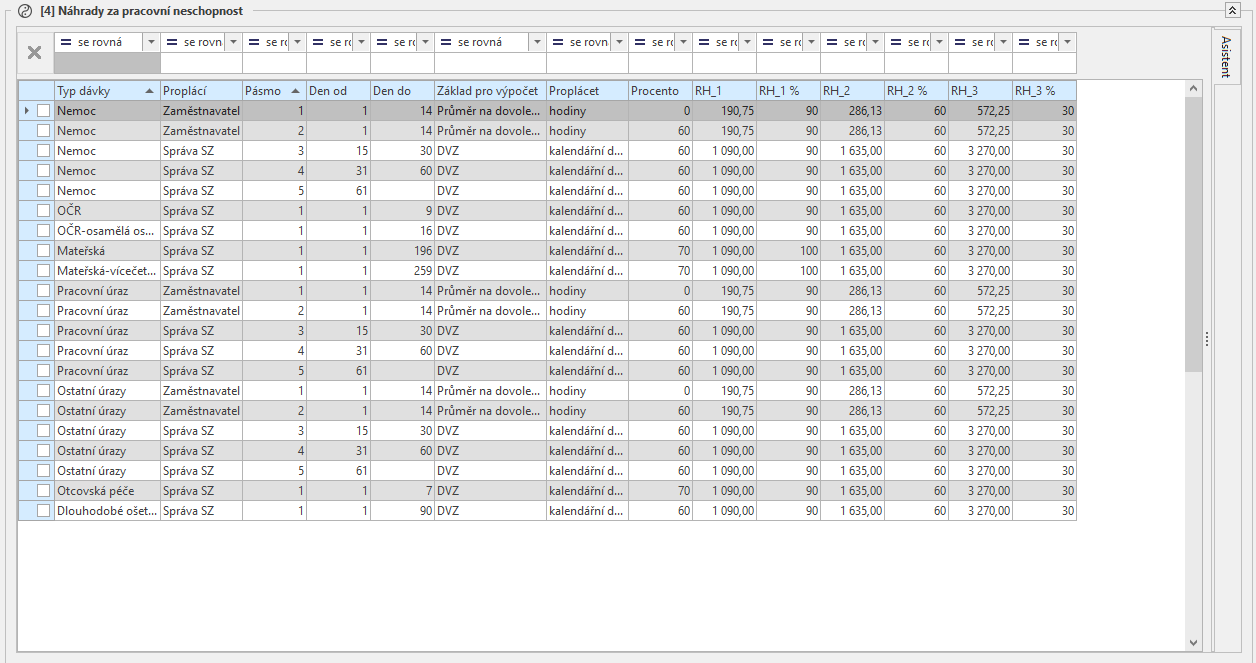 [4] Náhrady za pracovní neschopnost
se rovná se rovn se ro se ro se ro se rovná se rovn se ro se ro se ro se ro se ro se ro se ro
Asistent
Typ dávky Proplácí Pásmo Den od Den do Základ pro výpočet Proplácet Procento RH_1 RH_1 % RH_2 RH_2 % RH_3 RH_3 %
Nemoc Zaměstnavatel 1 1 14 Průměr na dovole... hodiny 0 190,75 90 286,13 60 572,25 30
Nemoc Zaměstnavatel 2 1 14 Průměr na dovole... hodiny 60 190,75 90 286,13 60 572,25 30
Nemoc Správa SZ 3 15 30 DVZ kalendářní d... 60 1 090,00 90 1 635,00 60 3 270,00 30
Nemoc Správa SZ 4 31 60 DVZ kalendářní d... 60 1 090,00 90 1 635,00 60 3 270,00 30
Nemoc Správa SZ 5 61 DVZ kalendářní d... 60 1 090,00 90 1 635,00 60 3 270,00 30
OČR Správa SZ 1 1 9 DVZ kalendářní d... 60 1 090,00 90 1 635,00 60 3 270,00 30
OČR-osamělá os... Správa SZ 1 1 16 DVZ kalendářní d... 60 1 090,00 90 1 635,00 60 3 270,00 30
Mateřská Správa SZ 1 1 196 DVZ kalendářní d... 70 1 090,00 100 1 635,00 60 3 270,00 30
Mateřská-vícečet... Správa SZ 1 1 259 DVZ kalendářní d... 70 1 090,00 100 1 635,00 60 3 270,00 30
Pracovní úraz Zaměstnavatel 1 1 14 Průměr na dovole... hodiny 0 190,75 90 286,13 60 572,25 30
Pracovní úraz Zaměstnavatel 2 1 14 Průměr na dovole... hodiny 60 190,75 90 286,13 60 572,25 30
Pracovní úraz Správa SZ 3 15 30 DVZ kalendářní d... 60 1 090,00 90 1 635,00 60 3 270,00 30
Pracovní úraz Správa SZ 4 31 60 DVZ kalendářní d... 60 1 090,00 90 1 635,00 60 3 270,00 30
Pracovní úraz Správa SZ 5 61 DVZ kalendářní d... 60 1 090,00 90 1 635,00 60 3 270,00 30
Ostatní úrazy Zaměstnavatel 1 1 14 Průměr na dovole... hodiny 0 190,75 90 286,13 60 572,25 30
Ostatní úrazy Zaměstnavatel 2 1 14 Průměr na dovole... hodiny 60 190,75 90 286,13 60 572,25 30
Ostatní úrazy Správa SZ 3 15 30 DVZ kalendářní d... 60 1 090,00 90 1 635,00 60 3 270,00 30
Ostatní úrazy Správa SZ 4 31 60 DVZ kalendářní d... 60 1 090,00 90 1 635,00 60 3 270,00 30
Ostatní úrazy Správa SZ 5 61 DVZ kalendářní d... 60 1 090,00 90 1 635,00 60 3 270,00 30
Otcovská péče Správa SZ 1 1 7 DVZ kalendářní d... 70 1 090,00 90 1 635,00 60 3 270,00 30
Dlouhodobé ošet... Správa SZ 1 1 90 DVZ kalendářní d... 60 1 090,00 90 1 635,00 60 3 270,00 30